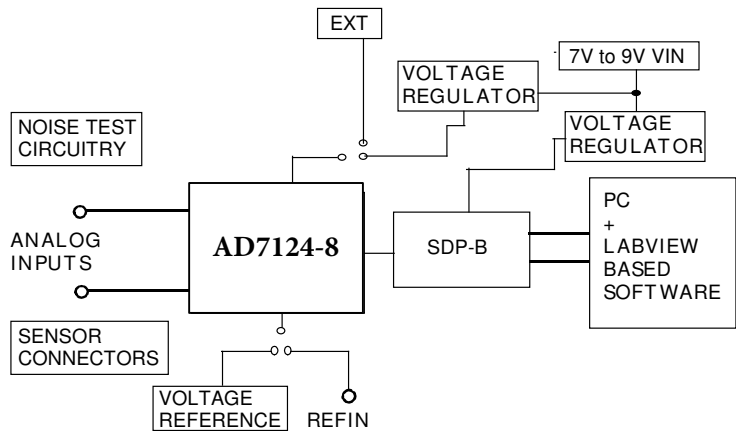 EXT
7V to 9V VIN
VOLTAGE
REGULATOR
VOLTAGE
REGULATOR
NOISE TEST
CIRCUITRY
ANALOG
INPUTS
AD7124-8
SDP-B
PC
+
LABVIEW
BASED
SOFTWARE
SENSOR
CONNECTORS
VOLTAGE
REFERENCE
REFIN